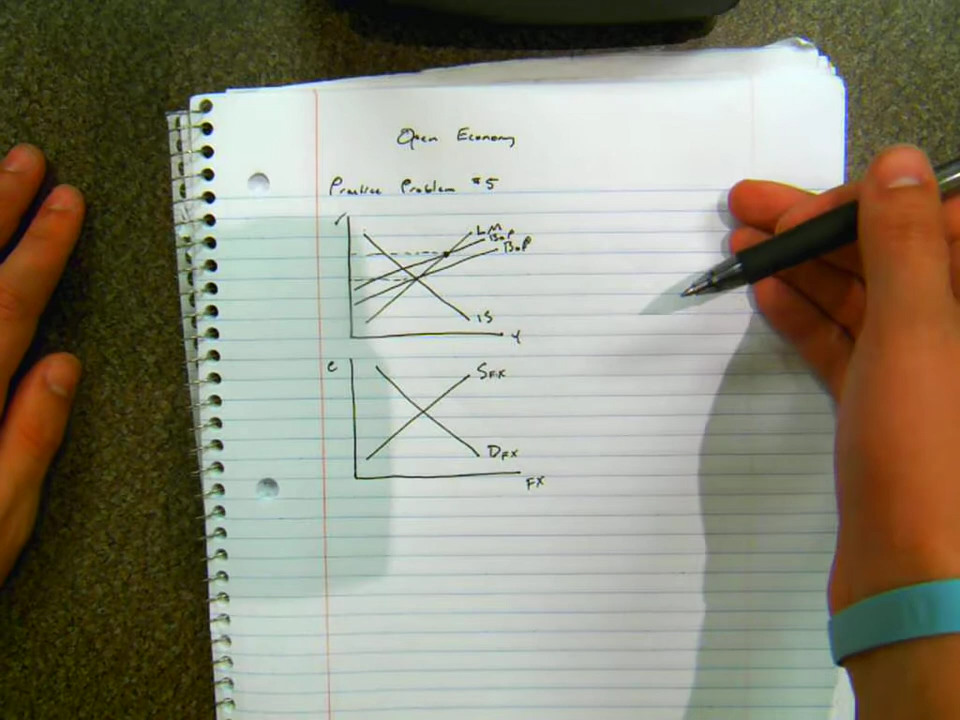 Open Economy
Practice Problem #5
r
LM
BoP
BoP
IS
Y
e
SFX
DFX
FX